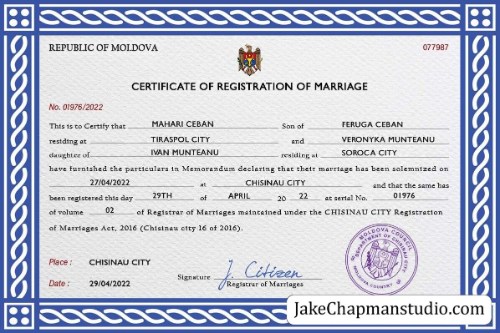 REPUBLIC OF MOLDOVA
077987
CERTIFICATE OF REGISTRATION OF MARRIAGE
No. 01976/2022
This is to Certify that MAHARI CEBAN Son of FERUGA CEBAN
residing at TIRASPOL CITY and VERONYKA MUNTEANU
daughter of IVAN MUNTEANU residing at SOROCA CITY
have furnished the particulars in Memorandum declaring that their marriage has been solemnized on
27/04/2022 at CHISINAU CITY and that the same has
been registered this day 29TH of APRIL 20 22 at serial No. 01976
of volume 02 of Registrar of Marriages maintained under the CHISINAU CITY Registration
of Marriages Act, 2016 (Chisinau city 16 of 2016).
MOLDOVA COUNCIL
Place : CHISINAU CITY
Signature J. Citizen
Date : 29/04/2022
Registrar of Marriages
JakeChapmanstudio.com